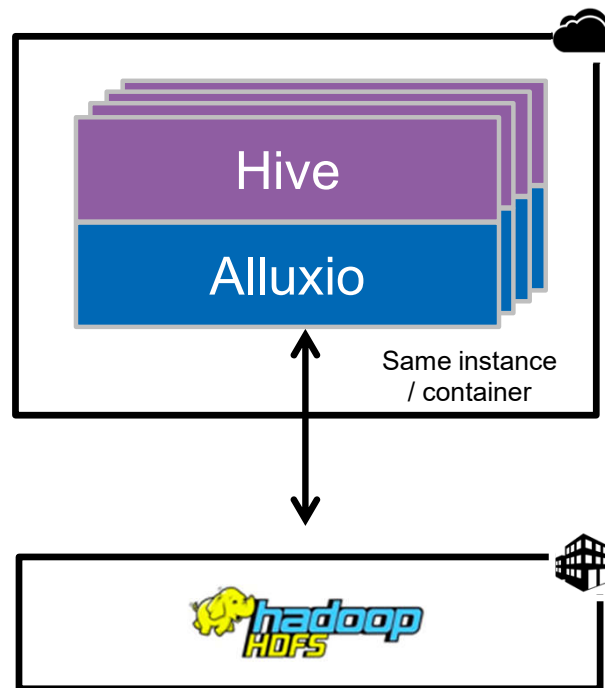 Hive
Alluxio
Same instance
/ container
hadoop
HDFS